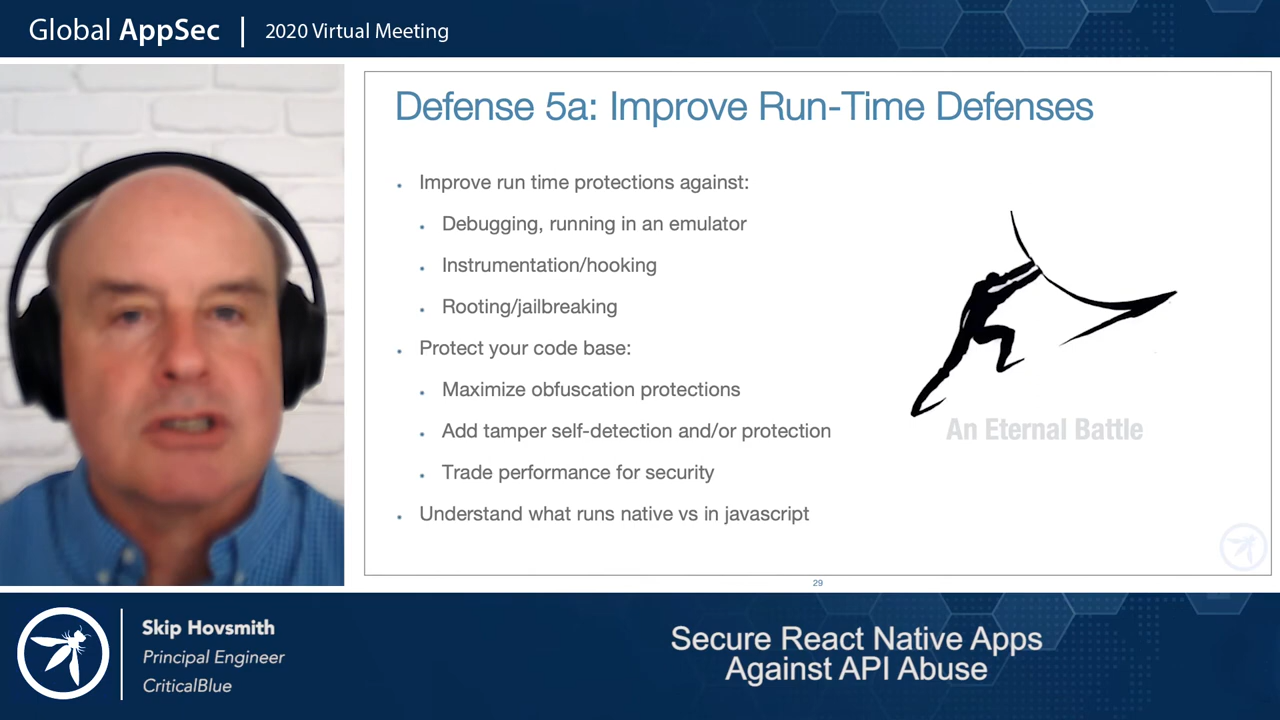 Global AppSec | 2020 Virtual Meeting
Defense 5a: Improve Run-Time Defenses
• Improve run time protections against:
• Debugging, running in an emulator
• Instrumentation/hooking
• Rooting/jailbreaking
• Protect your code base:
• Maximize obfuscation protections
• Add tamper self-detection and/or protection
• Trade performance for security
• Understand what runs native vs in javascript
An Eternal Battle
29
Skip Hovsmith
Principal Engineer
CriticalBlue
Secure React Native Apps
Against API Abuse